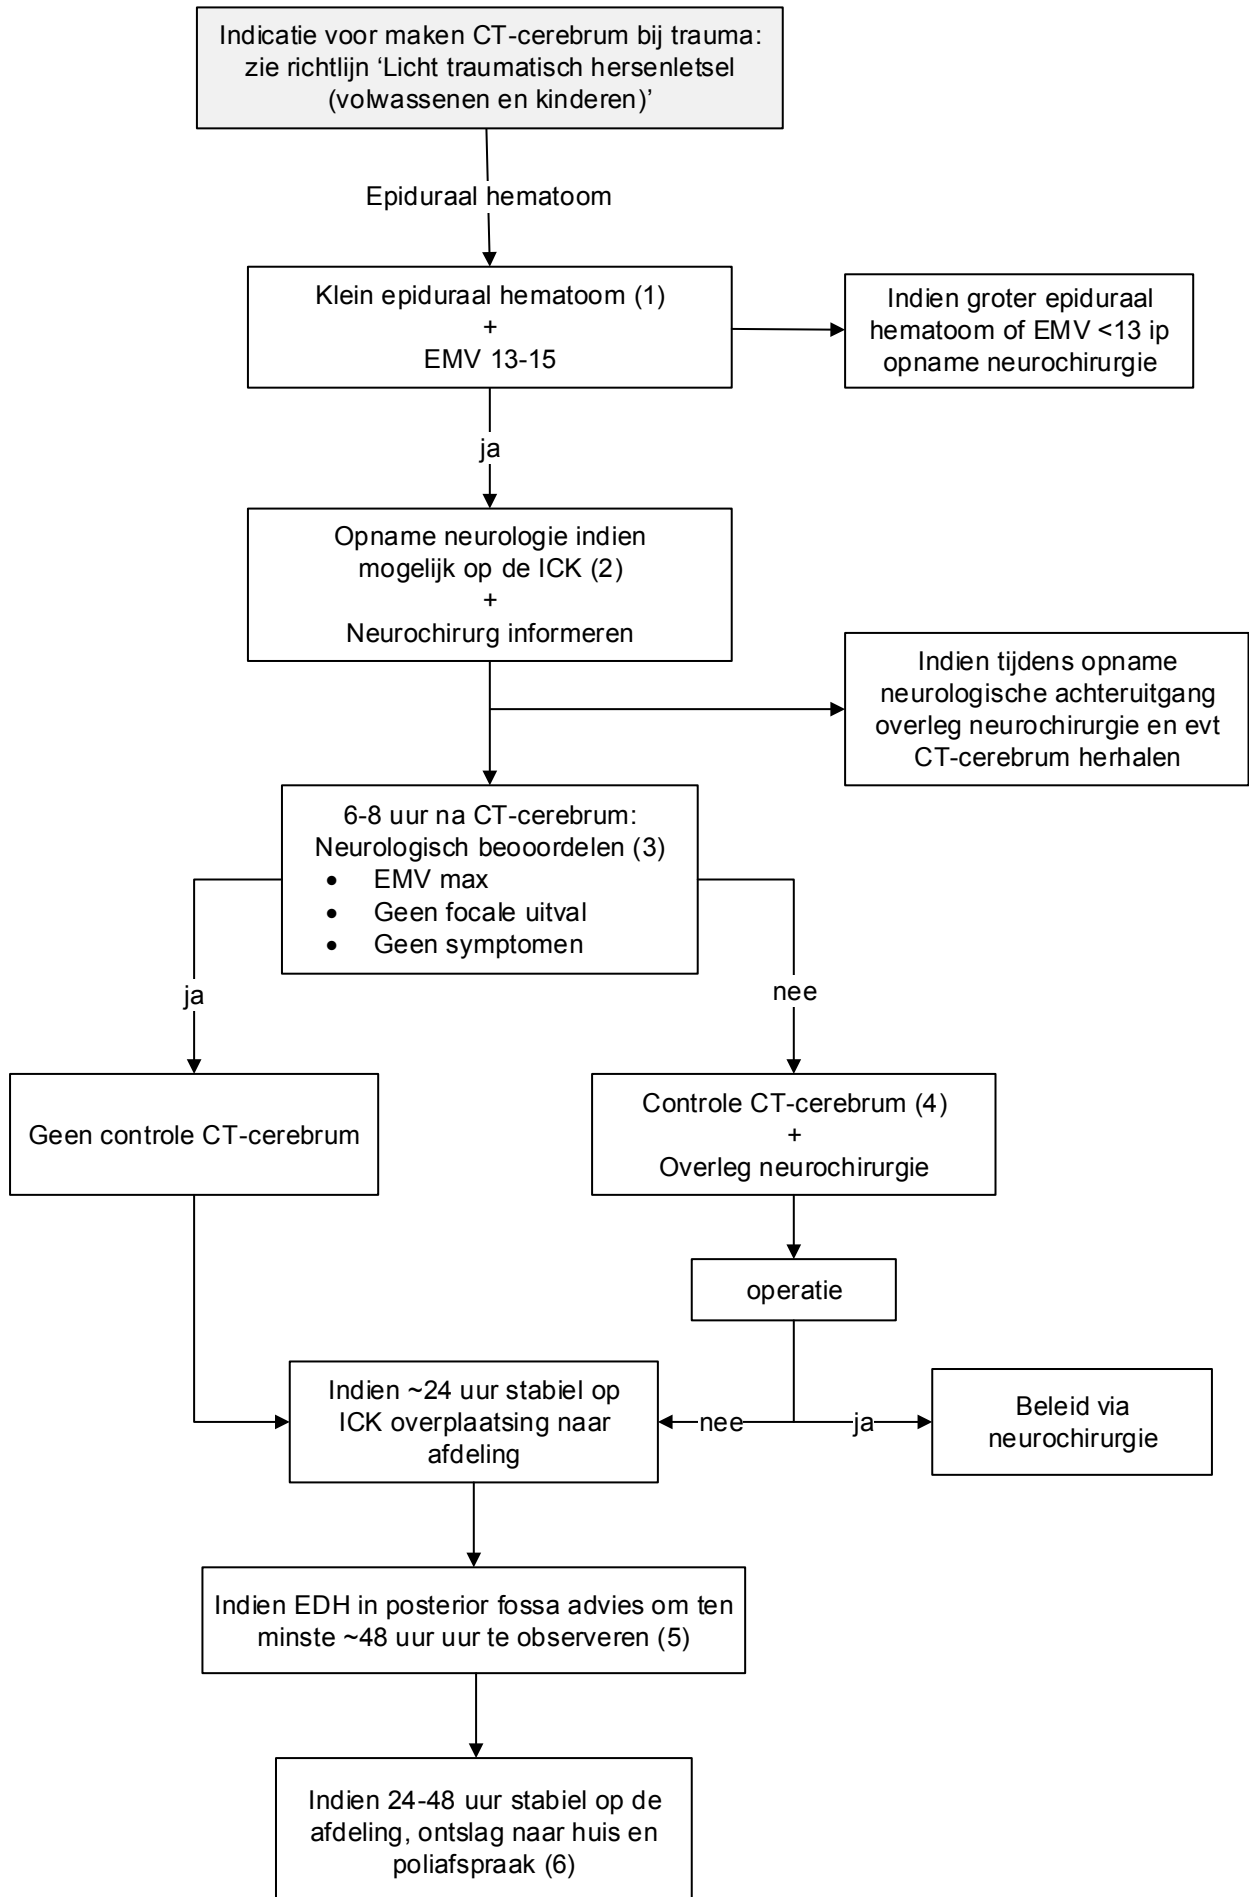 Indicatie voor maken CT-cerebrum bij trauma:
zie richtlijn ‘Licht traumatisch hersenletsel
(volwassenen en kinderen)’
Epiduraal hematoom
Klein epiduraal hematoom (1)
+
EMV 13-15
Indien groter epiduraal
hematoom of EMV <13 ip
opname neurochirurgie
ja
Opname neurologie indien
mogelijk op de ICK (2)
+
Neurochirurg informeren
Indien tijdens opname
neurologische achteruitgang
overleg neurochirurgie en evt
CT-cerebrum herhalen
6-8 uur na CT-cerebrum:
Neurologisch beooordelen (3)
• EMV max
• Geen focale uitval
• Geen symptomen
ja
nee
Geen controle CT-cerebrum
Controle CT-cerebrum (4)
+
Overleg neurochirurgie
operatie
Indien ~24 uur stabiel op
ICK overplaatsing naar
afdeling
nee
ja
Beleid via
neurochirurgie
Indien EDH in posterior fossa advies om ten
minste ~48 uur uur te observeren (5)
Indien 24-48 uur stabiel op de
afdeling, ontslag naar huis en
poliafspraak (6)